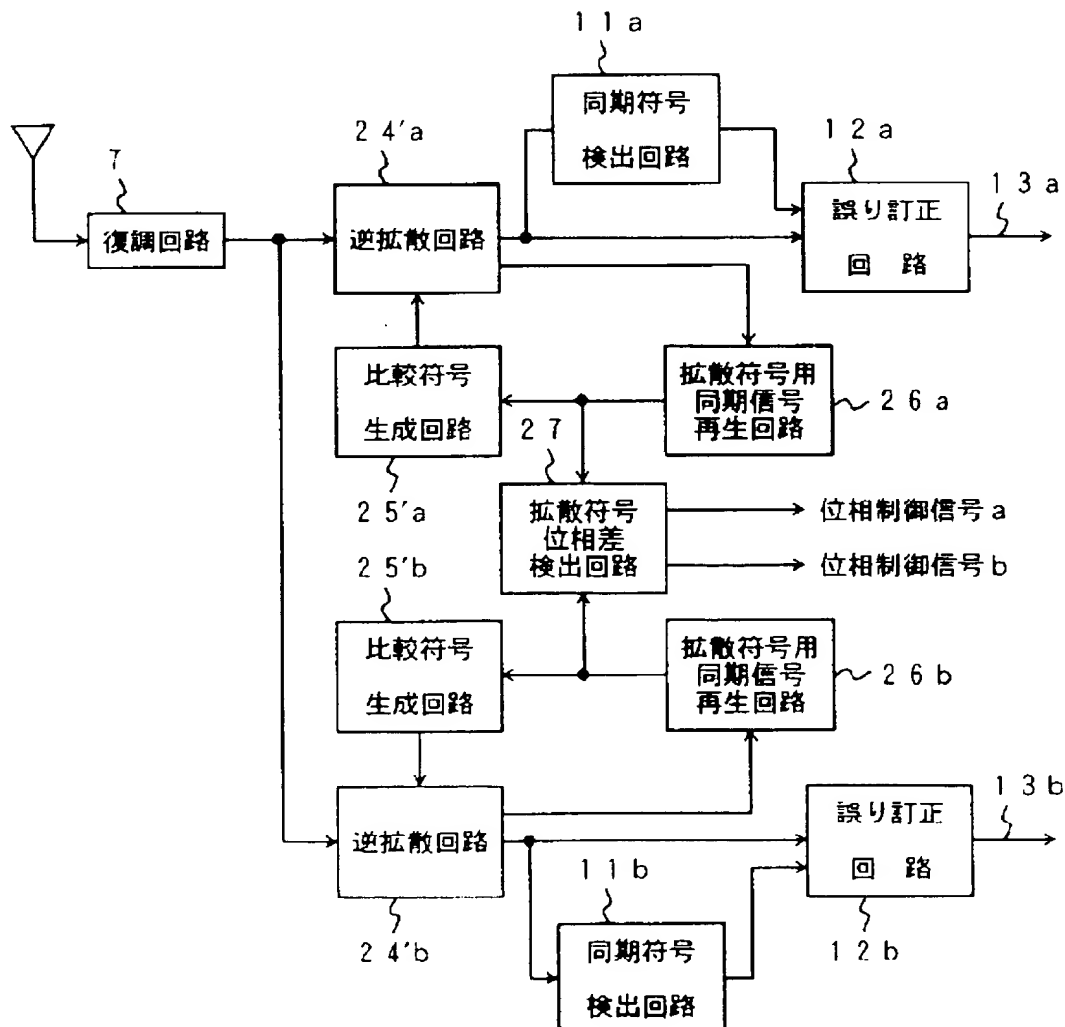 11a
同期符号
検出回路
24'a
12a
7
13a
復調回路
逆拡散回路
誤り訂正
回 路
比較符号
生成回路
拡散符号用
同期信号
再生回路
26a
27
25'a
拡散符号
位相差
検出回路
位相制御信号a
位相制御信号b
25'b
比較符号
生成回路
拡散符号用
同期信号
再生回路
26b
13b
逆拡散回路
誤り訂正
回 路
11b
24'b
同期符号
検出回路
12b